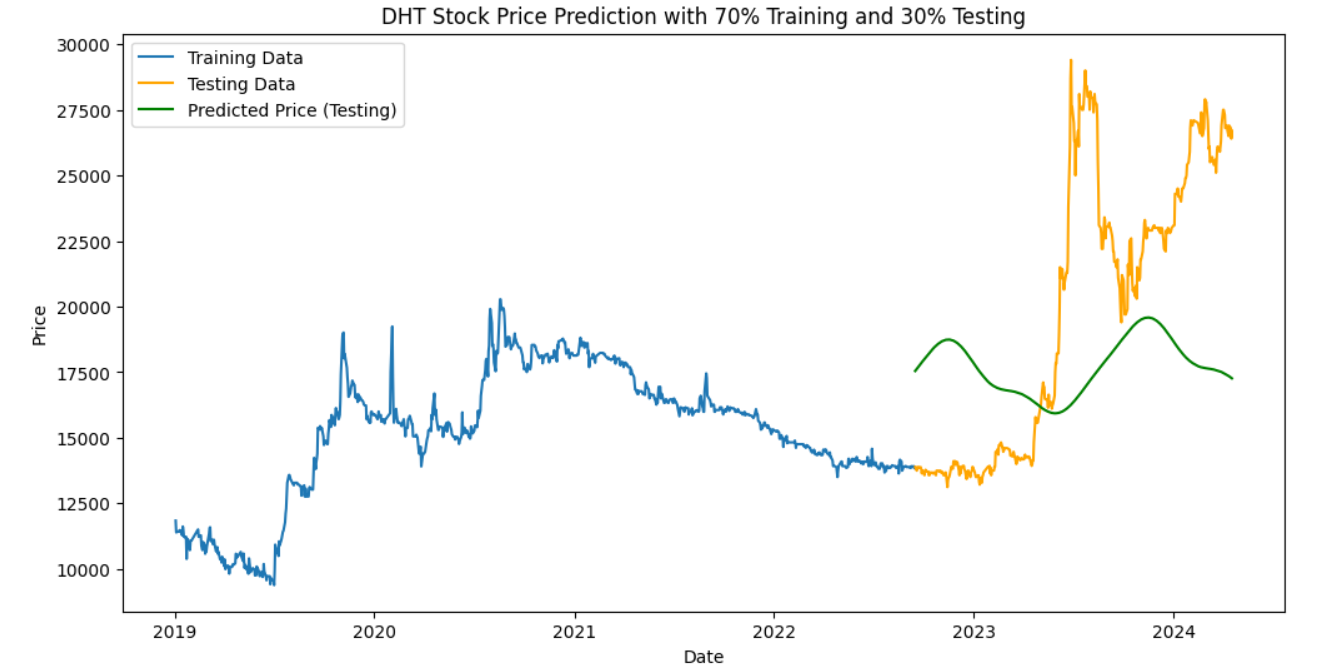 DHT Stock Price Prediction with 70% Training and 30% Testing
Training Data
Testing Data
Predicted Price (Testing)
30000
27500
25000
22500
20000
17500
15000
12500
10000
Price
2019 2020 2021 2022 2023 2024
Date